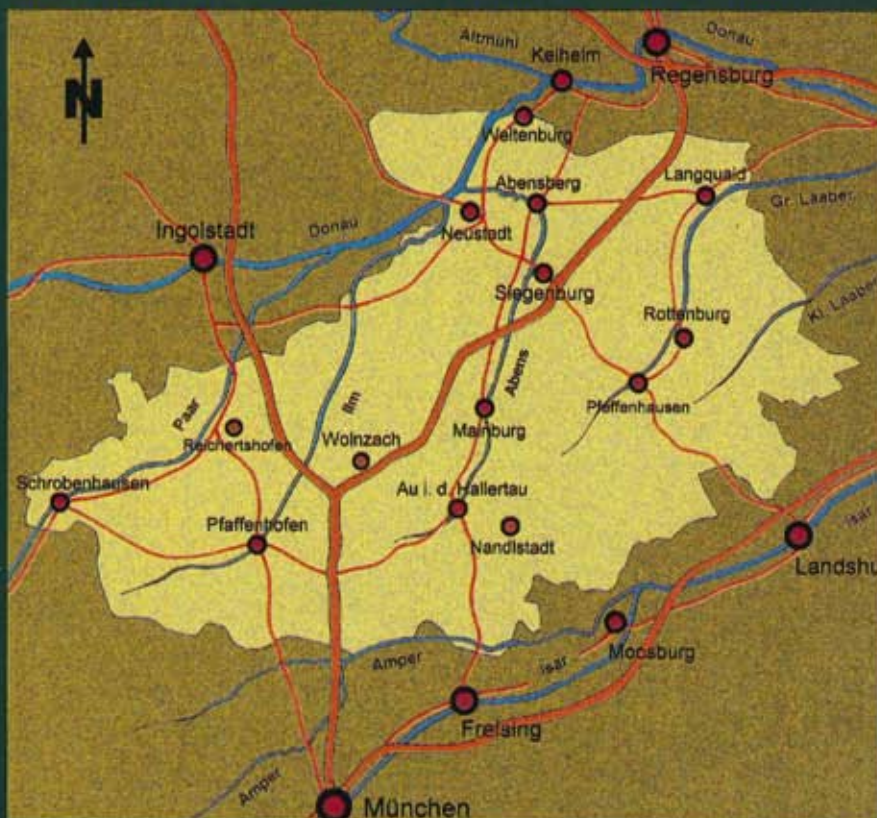 Altmühl
Donau
Kelheim
Regensburg
N
Weltenburg
Abensberg
Langquaid
Gr. Laaber
Ingolstadt
Donau
Neustadt
Siegenburg
Kl. Laaber
Rottenburg
Abens
Ilm
Pfeffenhausen
Paar
Reichertshofen
Wolnzach
Mainburg
Schrobenhausen
Au i. d. Hallertau
Pfaffenhofen
Nandlstadt
Isar
Landshu
Amper
Isar
Moosburg
Freising
Amper
München